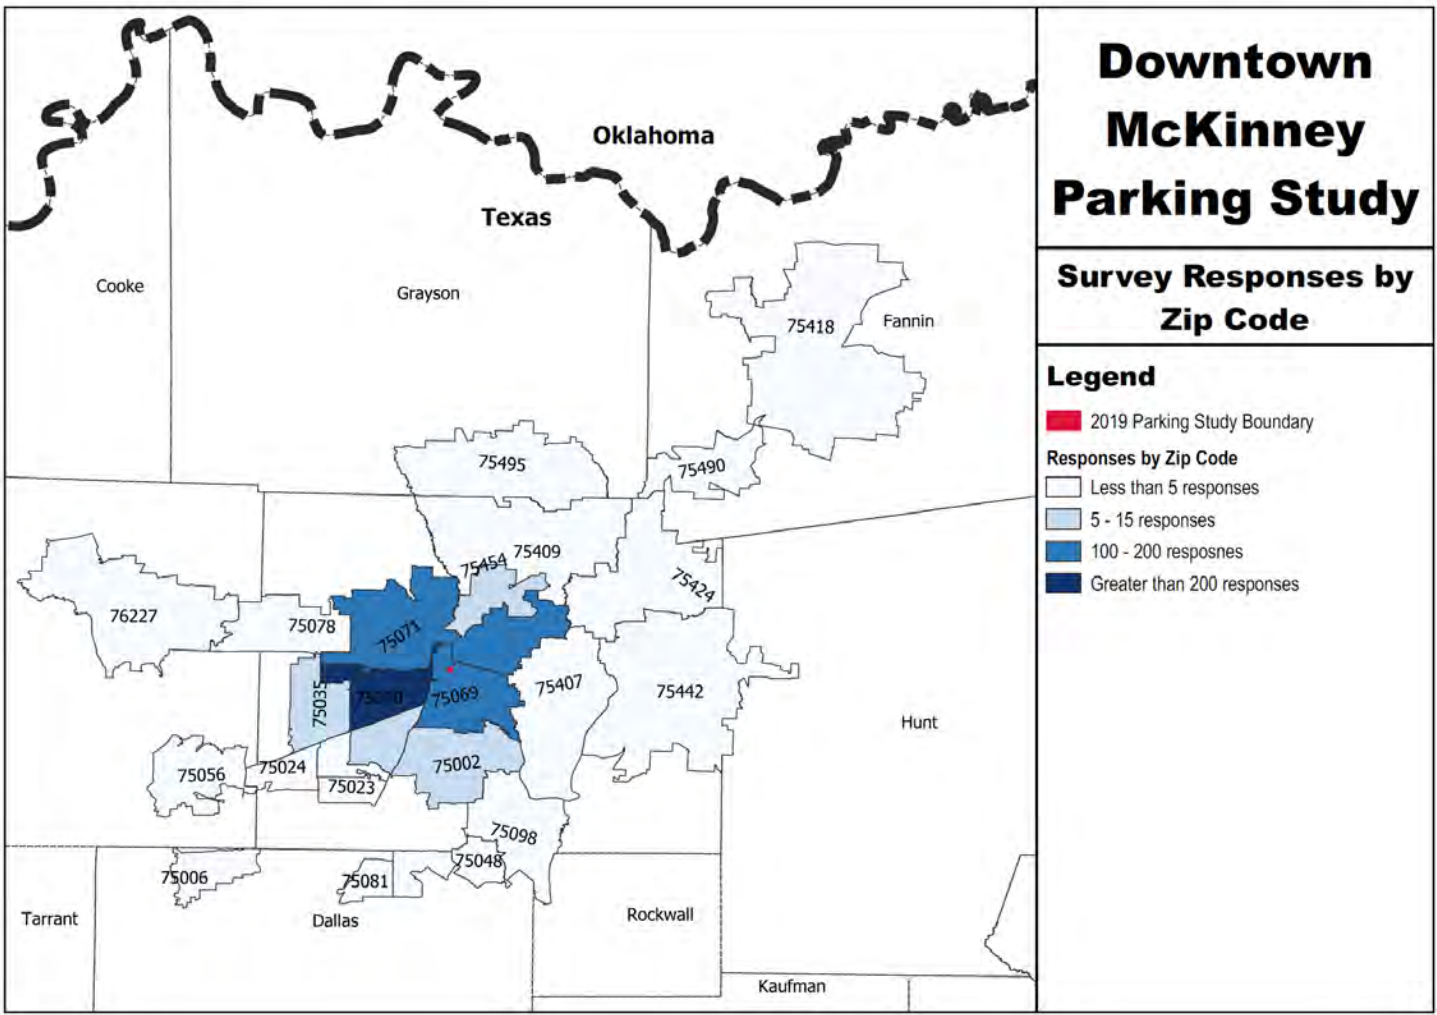 Downtown
McKinney
Parking Study
Survey Responses by
Zip Code
Legend
2019 Parking Study Boundary
Responses by Zip Code
Less than 5 responses
5 - 15 responses
100 - 200 resposnes
Greater than 200 responses
Oklahoma
Texas
Cooke
Grayson
Fannin
75418
75495
75490
75409
75454
75424
76227
75078
75071
75035
75069
75407
75442
Hunt
75002
75056
75024
75023
75098
75048
75006
75081
Tarrant
Dallas
Rockwall
Kaufman